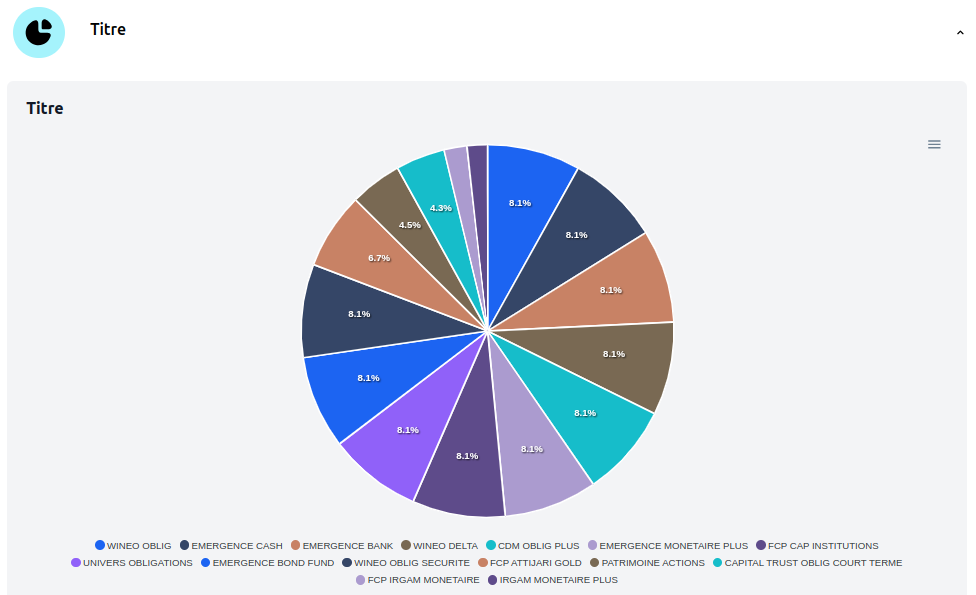 Titre
Titre
8.1%
8.1%
8.1%
8.1%
8.1%
8.1%
8.1%
8.1%
8.1%
8.1%
6.7%
4.5%
4.3%
WINEO OBLIG EMERGENCE CASH EMERGENCE BANK WINEO DELTA CDM OBLIG PLUS EMERGENCE MONETAIRE PLUS FCP CAP INSTITUTIONS
UNIVERS OBLIGATIONS EMERGENCE BOND FUND WINEO OBLIG SECURITE FCP ATTIJARI GOLD PATRIMOINE ACTIONS CAPITAL TRUST OBLIG COURT TERME
FCP IRGAM MONETAIRE IRGAM MONETAIRE PLUS